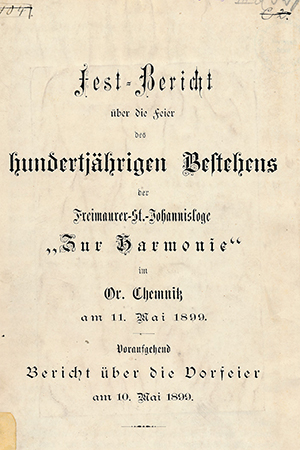 Fest-Bericht
über die Feier
des
hundertjährigen Bestehens
der
Freimaurer-St.-Johannisloge
„Zur Harmonie“
im
Or. Chemnitz
am 11. Mai 1899.
Voraufgehend
Bericht über die Vorfeier
am 10. Mai 1899.